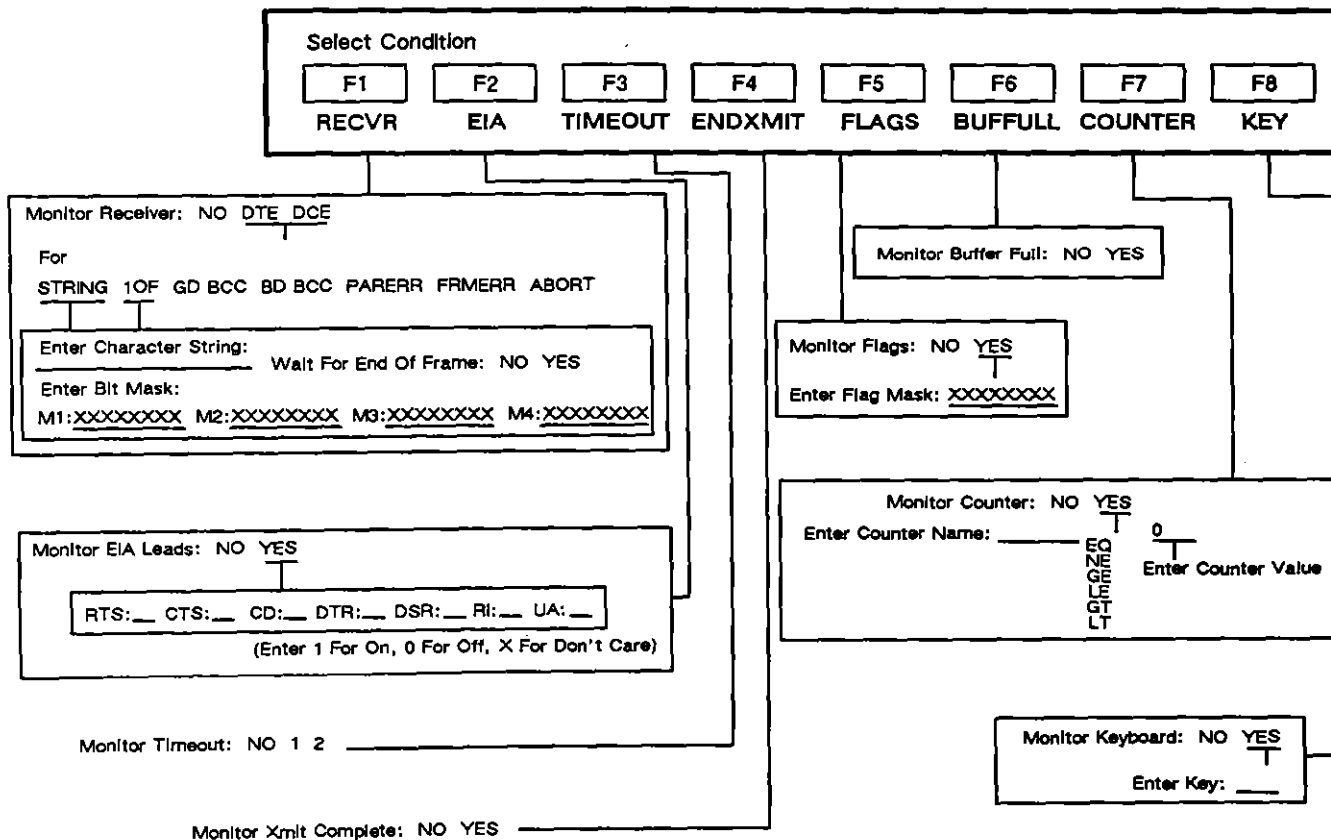 Select Condition
F1 F2 F3 F4 F5 F6 F7 F8
RECVR EIA TIMEOUT ENDXMIT FLAGS BUFFULL COUNTER KEY
Monitor Receiver: NO DTE DCE
For
STRING 1OF GD BCC BD BCC PARERR FRMERR ABORT
Enter Character String:
Wait For End Of Frame: NO YES
Enter Bit Mask:
M1:XXXXXXXX M2:XXXXXXXX M3:XXXXXXXX M4:XXXXXXXX
Monitor Buffer Full: NO YES
Monitor Flags: NO YES
Enter Flag Mask: XXXXXXXX
Monitor Counter: NO YES
Enter Counter Name: ______ EQ 0
NE
GE
LE
GT
LT
Enter Counter Value
Monitor EIA Leads: NO YES
RTS:__ CTS:__ CD:__ DTR:__ DSR:__ RI:__ UA:__
(Enter 1 For On, 0 For Off, X For Don't Care)
Monitor Timeout: NO 1 2
Monitor Keyboard: NO YES
Enter Key: ___
Monitor Xmit Complete: NO YES